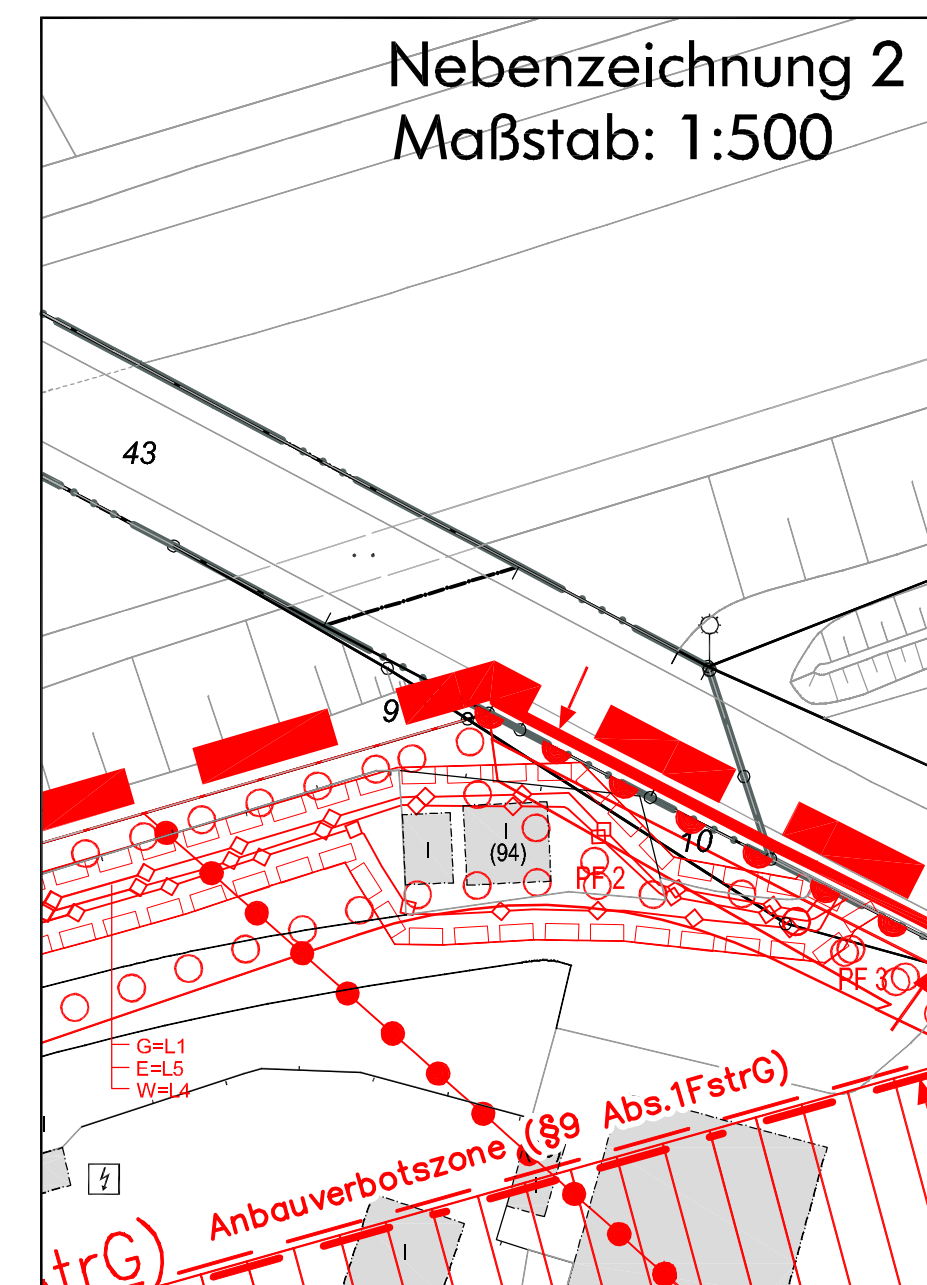 Nebenzeichnung 2
Maßstab: 1:500
43
9
10
I
I
(94)
PF 2
PF 3
G=L1
E=L5
W=L4
Anbauverbotszone (§9 Abs.1FstrG)
I
I
trG)